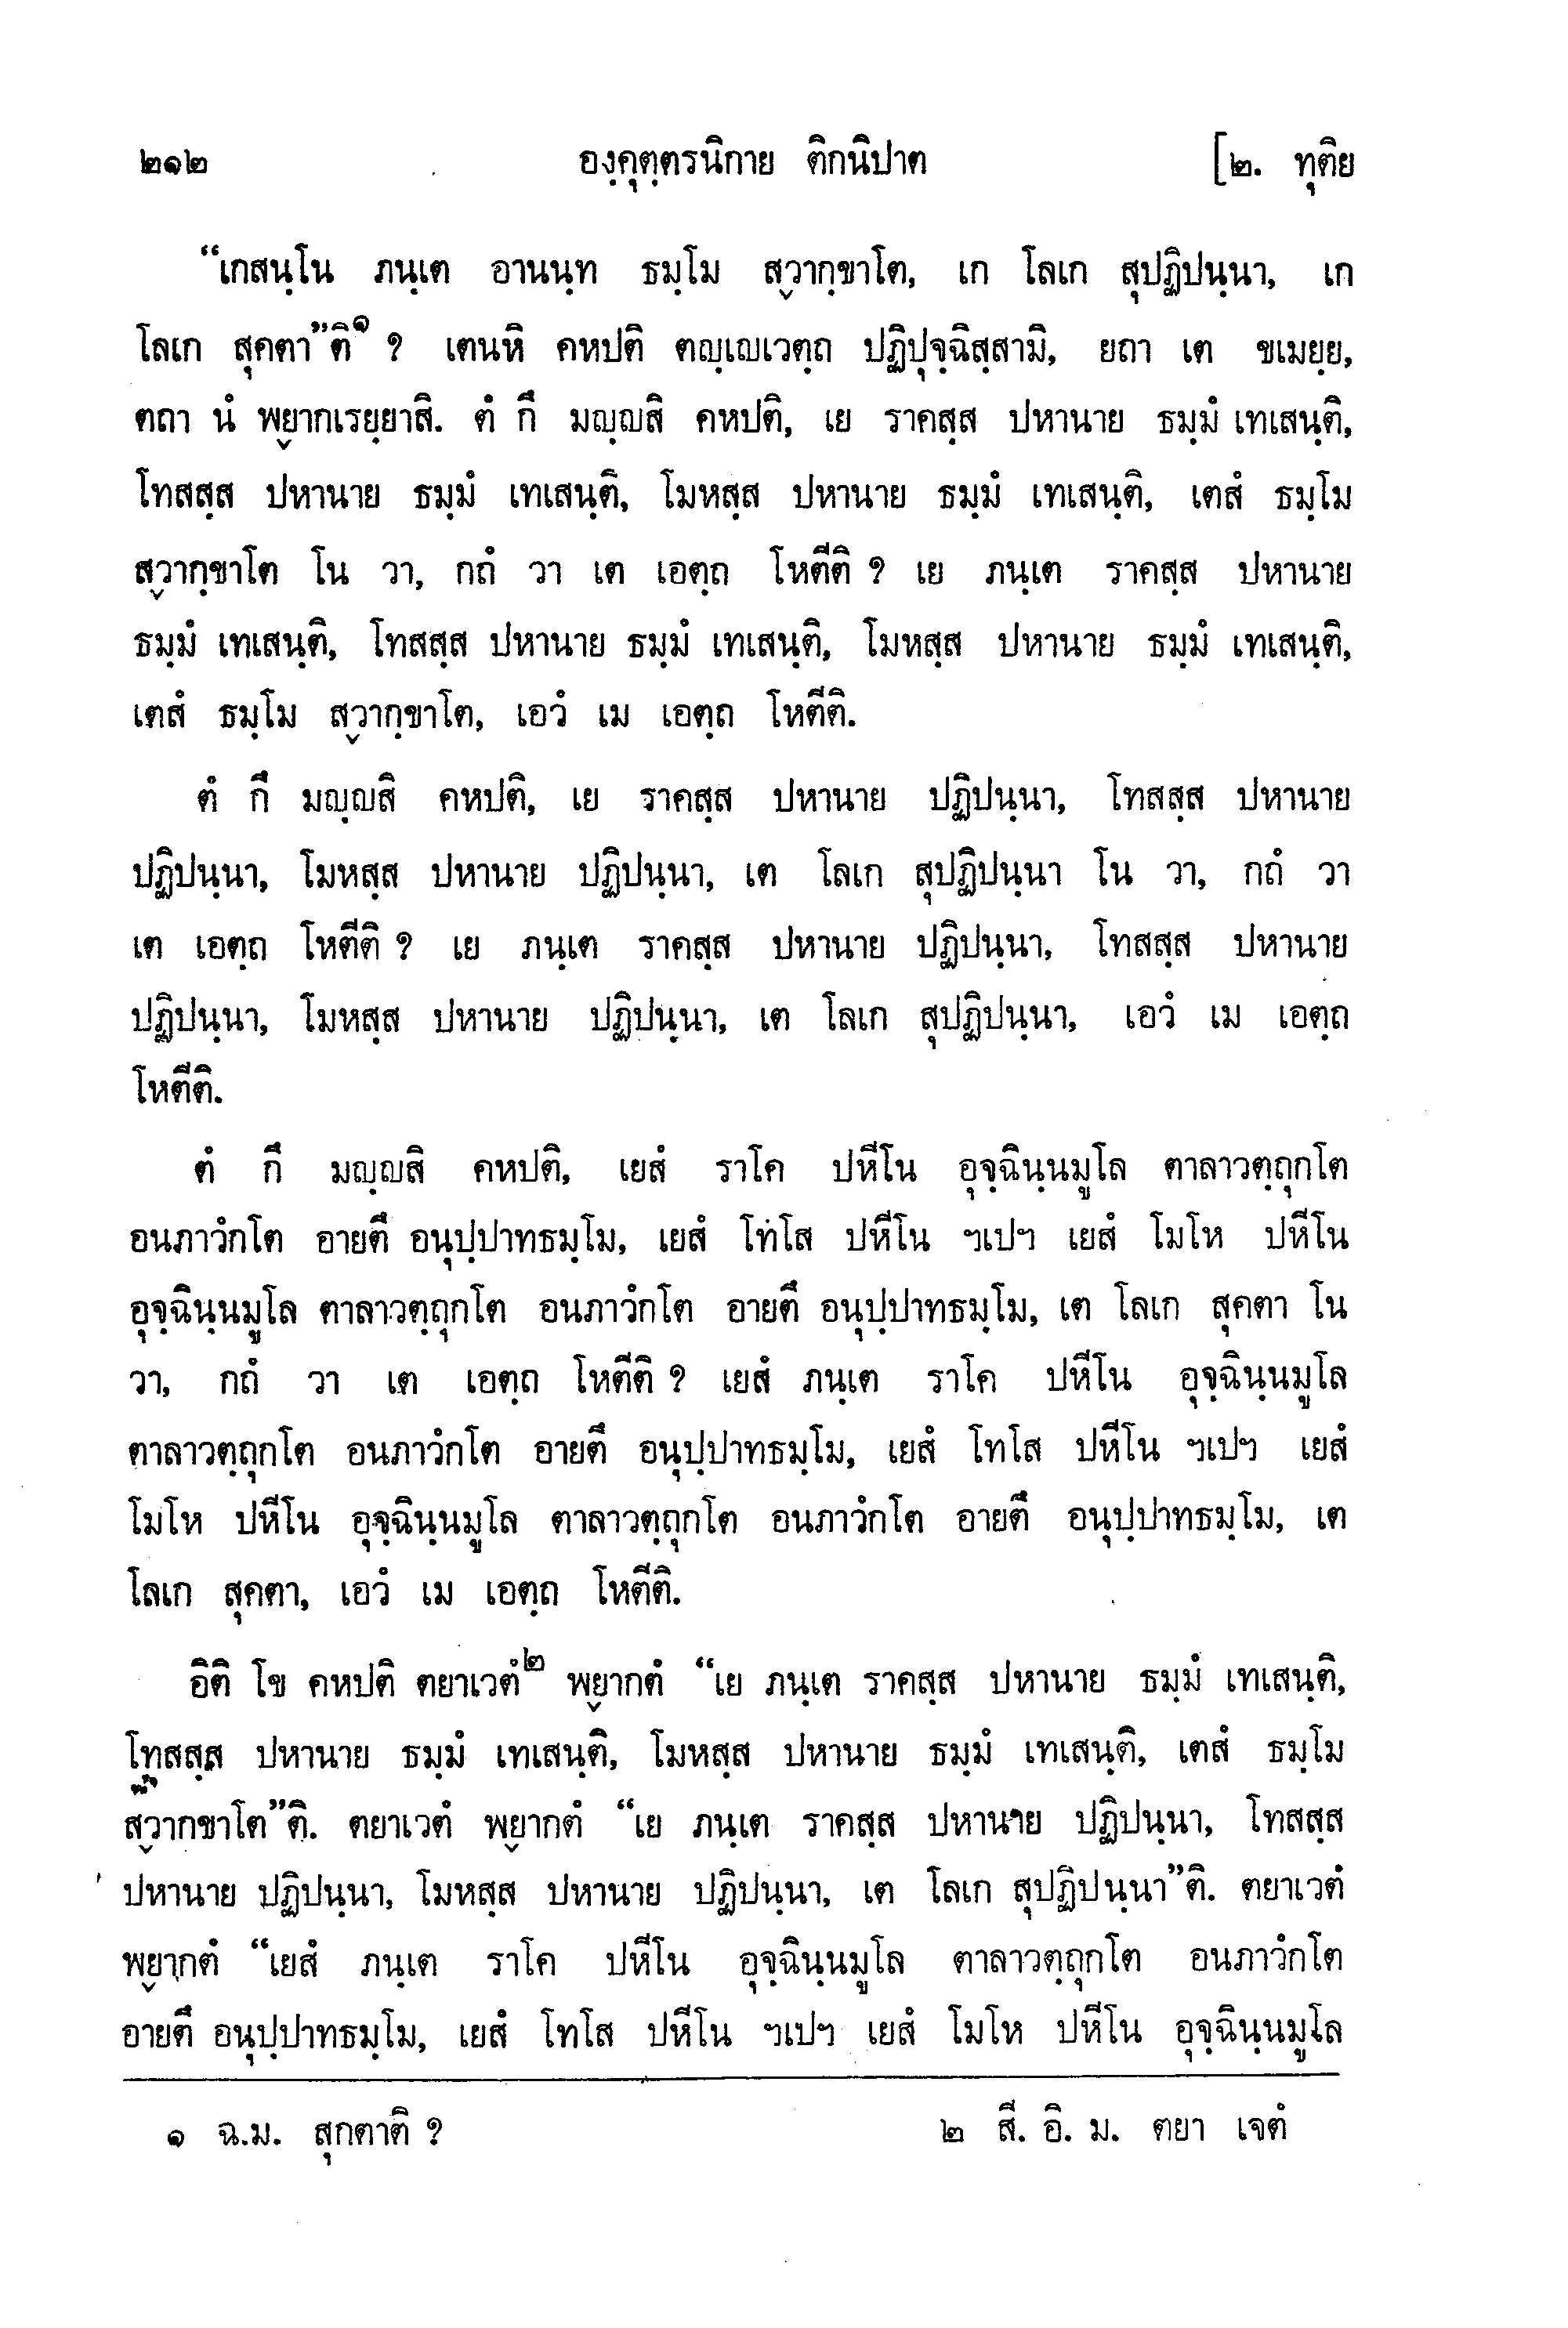 ๒๑๒ องฺคุตฺตรนิกาย ติกนิปาต [๒. ทุติย
“เกสนฺโน ภนฺเต อานนฺท ธมฺโม สฺวากฺขาโต, เก โลเก สุปฏิปนฺนา, เก
โลเก สุคตา”ติ๑ ? เตนหิ คหปติ ตญฺเญเวตฺถ ปฏิปุจฺฉิสฺสามิ, ยถา เต ขเมยฺย,
ตถา นํ พฺยากเรยฺยาสิ. ตํ กึ มญฺญสิ คหปติ, เย ราคสฺส ปหานาย ธมฺมํ เทเสนฺติ,
โทสสฺส ปหานาย ธมฺมํ เทเสนฺติ, โมหสฺส ปหานาย ธมฺมํ เทเสนฺติ, เตสํ ธมฺโม
สฺวากฺขาโต โน วา, กถํ วา เต เอตฺถ โหตีติ ? เย ภนฺเต ราคสฺส ปหานาย
ธมฺมํ เทเสนฺติ, โทสสฺส ปหานาย ธมฺมํ เทเสนฺติ, โมหสฺส ปหานาย ธมฺมํ เทเสนฺติ,
เตสํ ธมฺโม สฺวากฺขาโต, เอวํ เม เอตฺถ โหตีติ.
ตํ กึ มญฺญสิ คหปติ, เย ราคสฺส ปหานาย ปฏิปนฺนา, โทสสฺส ปหานาย
ปฏิปนฺนา, โมหสฺส ปหานาย ปฏิปนฺนา, เต โลเก สุปฏิปนฺนา โน วา, กถํ วา
เต เอตฺถ โหตีติ ? เย ภนฺเต ราคสฺส ปหานาย ปฏิปนฺนา, โทสสฺส ปหานาย
ปฏิปนฺนา, โมหสฺส ปหานาย ปฏิปนฺนา, เต โลเก สุปฏิปนฺนา, เอวํ เม เอตฺถ
โหตีติ.
ตํ กึ มญฺญสิ คหปติ, เยสํ ราโค ปหีโน อุจฺฉินฺนมูโล ตาลาวตฺถุกโต
อนภาวํกโต อายตึ อนุปฺปาทธมฺโม, เยสํ โทโส ปหีโน ฯเปฯ เยสํ โมโห ปหีโน
อุจฺฉินฺนมูโล ตาลาวตฺถุกโต อนภาวํกโต อายตึ อนุปฺปาทธมฺโม, เต โลเก สุคตา โน
วา, กถํ วา เต เอตฺถ โหตีติ ? เยสํ ภนฺเต ราโค ปหีโน อุจฺฉินฺนมูโล
ตาลาวตฺถุกโต อนภาวํกโต อายตึ อนุปฺปาทธมฺโม, เยสํ โทโส ปหีโน ฯเปฯ เยสํ
โมโห ปหีโน อุจฺฉินฺนมูโล ตาลาวตฺถุกโต อนภาวํกโต อายตึ อนุปฺปาทธมฺโม, เต
โลเก สุคตา, เอวํ เม เอตฺถ โหตีติ.
อิติ โข คหปติ ตยาเวตํ๒ พฺยากตํ “เย ภนฺเต ราคสฺส ปหานาย ธมฺมํ เทเสนฺติ,
โทสสฺส ปหานาย ธมฺมํ เทเสนฺติ, โมหสฺส ปหานาย ธมฺมํ เทเสนฺติ, เตสํ ธมฺโม
สฺวากขาโต”ติ. ตยาเวตํ พฺยากตํ “เย ภนฺเต ราคสฺส ปหานาย ปฏิปนฺนา, โทสสฺส
ปหานาย ปฏิปนฺนา, โมหสฺส ปหานาย ปฏิปนฺนา, เต โลเก สุปฏิปนฺนา”ติ. ตยาเวตํ
พฺยากตํ “เยสํ ภนฺเต ราโค ปหีโน อุจฺฉินฺนมูโล ตาลาวตฺถุกโต อนภาวํกโต
อายตึ อนุปฺปาทธมฺโม, เยสํ โทโส ปหีโน ฯเปฯ เยสํ โมโห ปหีโน อุจฺฉินฺนมูโล
๑ ฉ.ม. สุกตาติ ? ๒ สี. อิ. ม. ตยา เจตํ